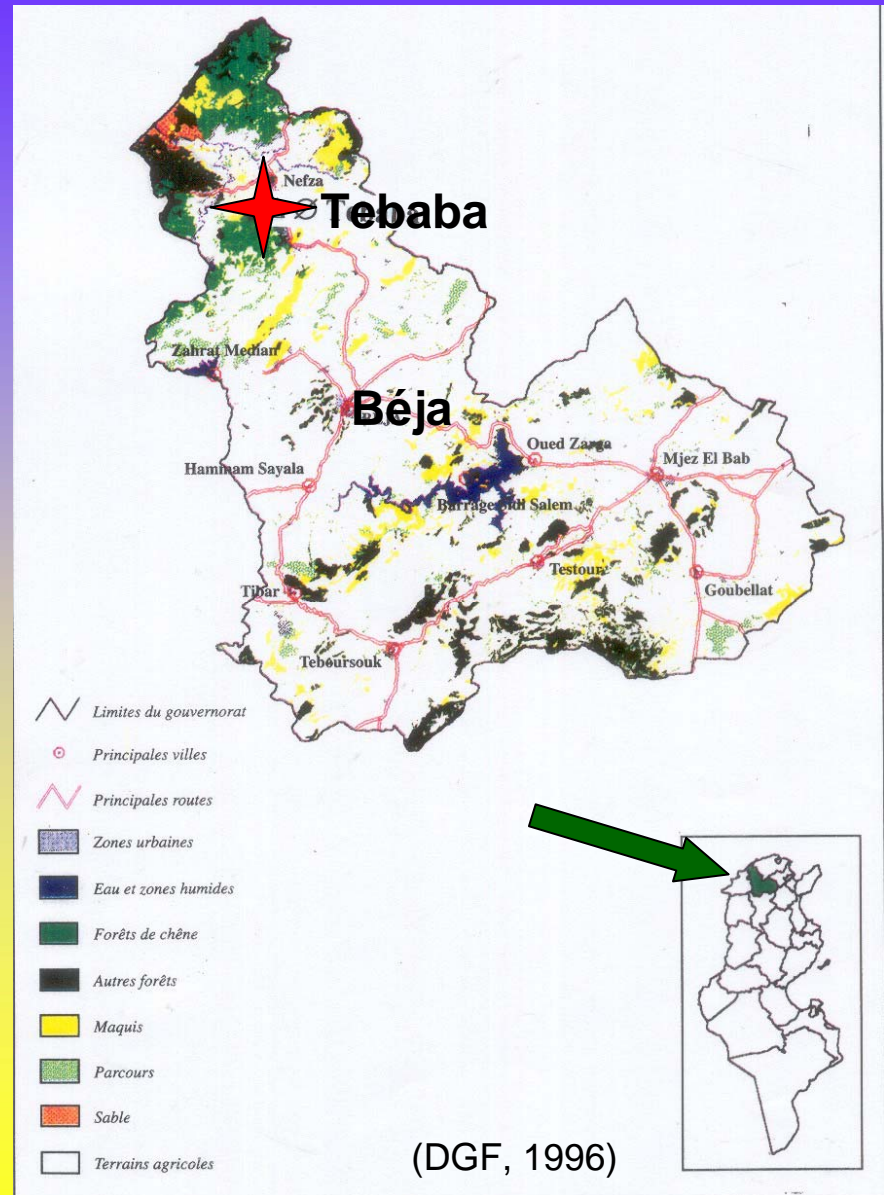 Nefza
Tebaba
Zahrat Median
Béja
Oued Zarga
Mjez El Bab
Hammam Sayala
Barrage Sidi Salem
Testour
Goubellat
Tibar
Teboursouk
Limites du gouvernorat
Principales villes
Principales routes
Zones urbaines
Eau et zones humides
Forêts de chêne
Autres forêts
Maquis
Parcours
Sable
Terrains agricoles
(DGF, 1996)